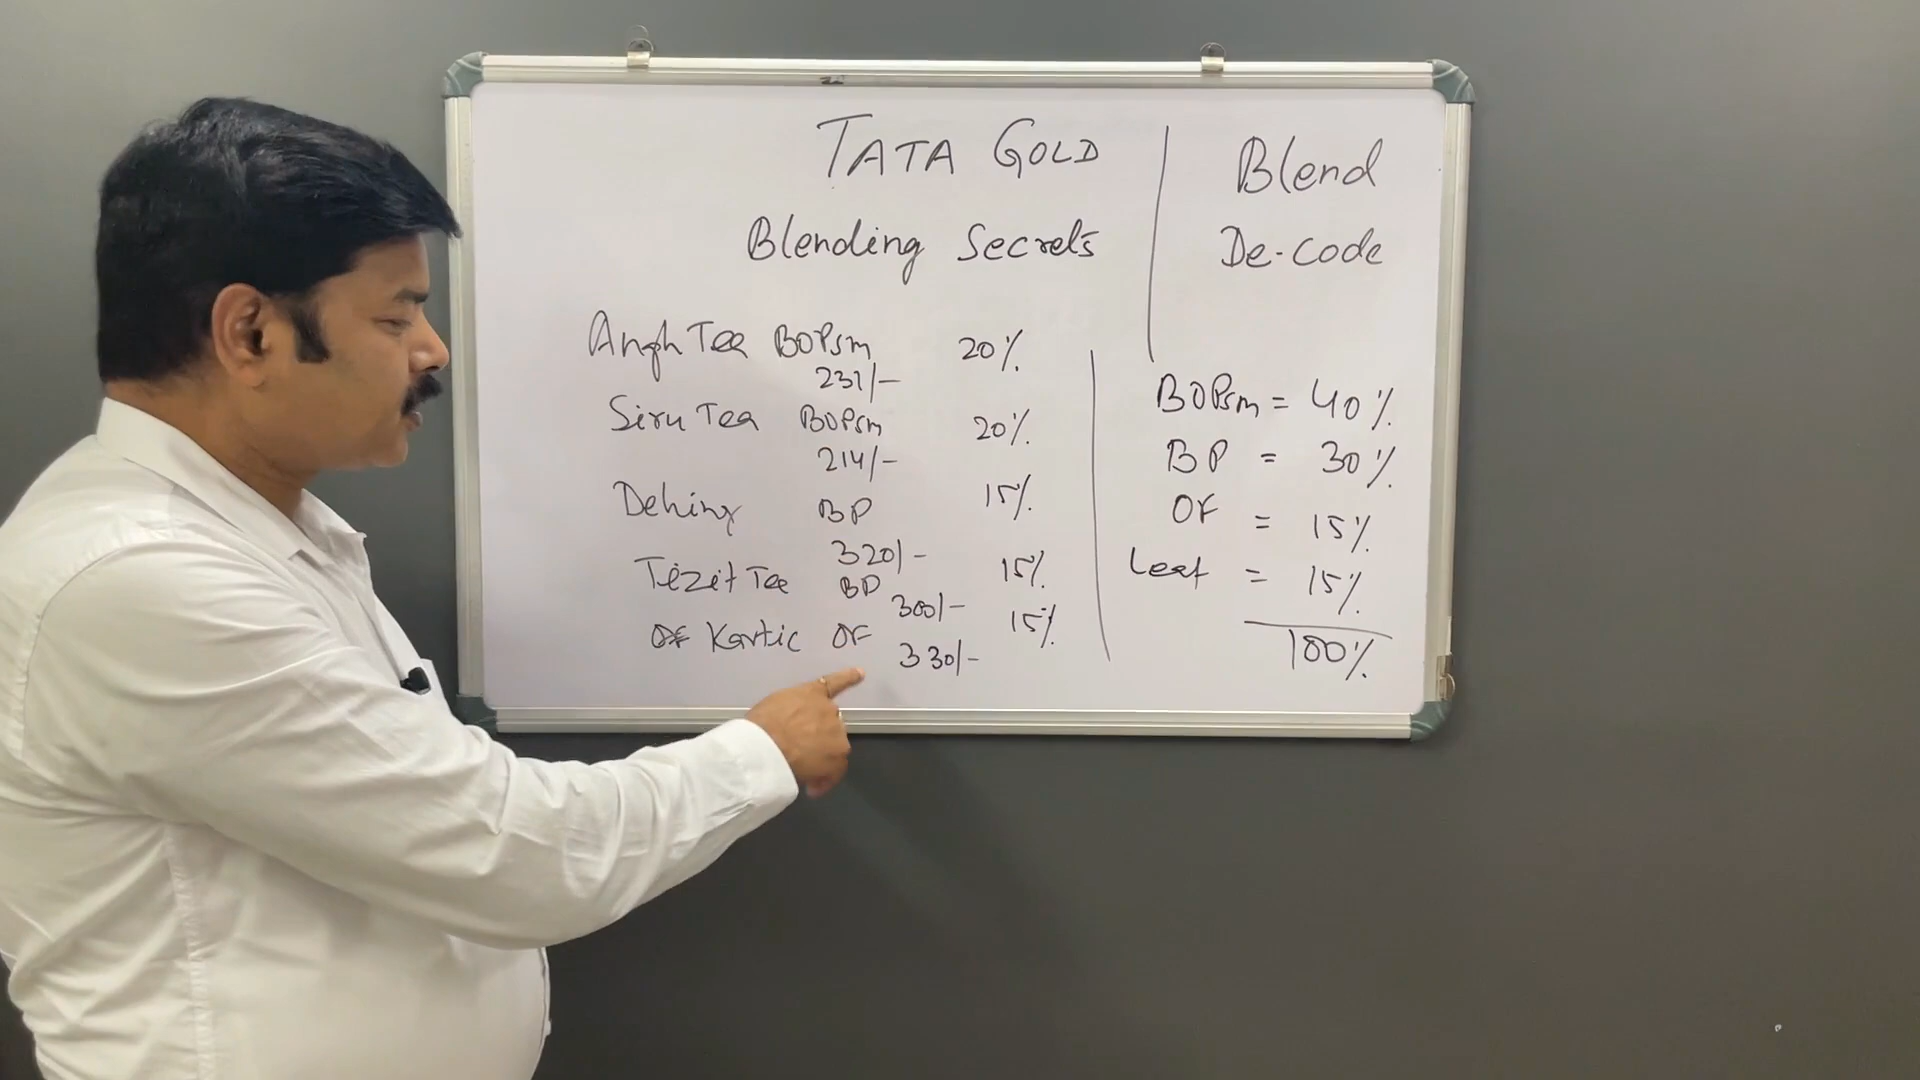 TATA GOLD
Blending Secrets
Blend
De-code
Angh Tea BOPsm 20%
231/-
Siru Tea BOPsm 20%
214/-
Dehing BP 15%
320/-
Tezit Tea BP 15%
300/-
OF Kartic OF 15%
330/-
BOPsm = 40%
BP = 30%
OF = 15%
Leaf = 15%
100%